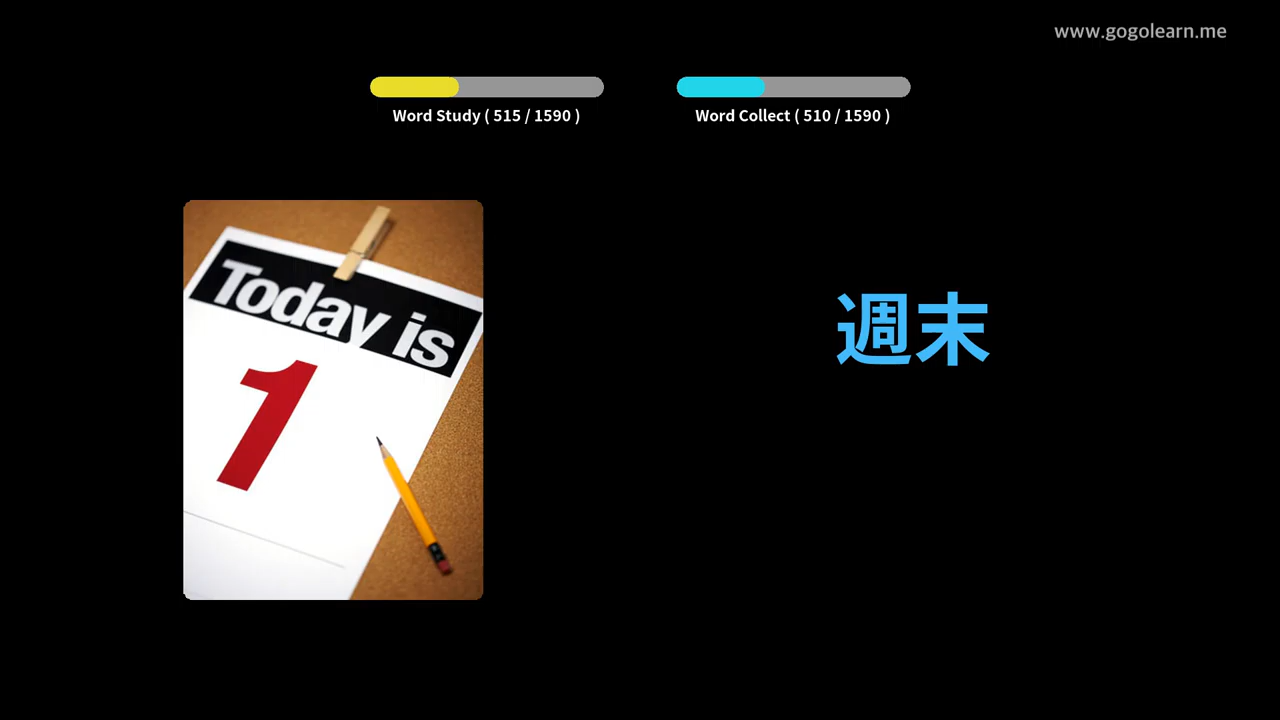 www.gogolearn.me
Word Study ( 515 / 1590 )
Word Collect ( 510 / 1590 )
Today is
1
週末